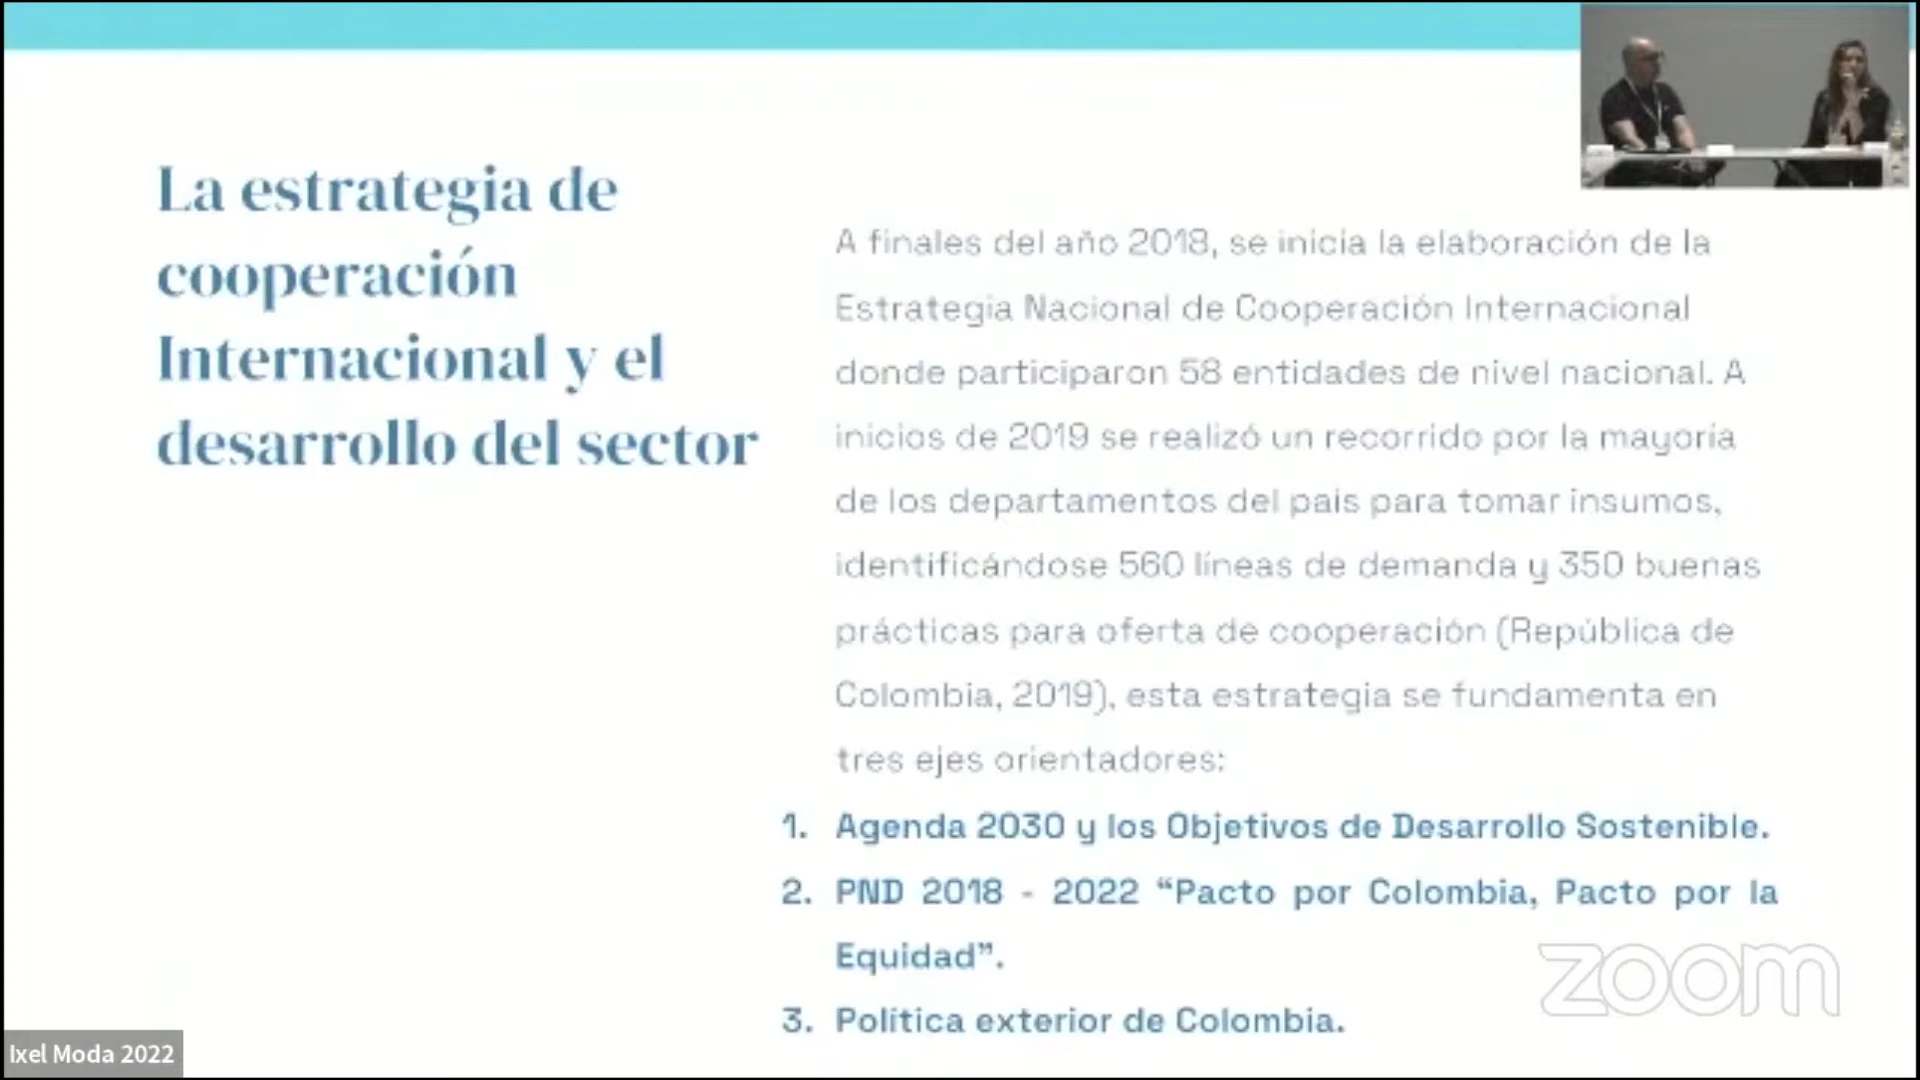 La estrategia de
cooperación
Internacional y el
desarrollo del sector
A finales del año 2018, se inicia la elaboración de la
Estrategia Nacional de Cooperación Internacional
donde participaron 58 entidades de nivel nacional. A
inicios de 2019 se realizó un recorrido por la mayoría
de los departamentos del país para tomar insumos,
identificándose 560 líneas de demanda y 350 buenas
prácticas para oferta de cooperación (República de
Colombia, 2019), esta estrategia se fundamenta en
tres ejes orientadores:
1. Agenda 2030 y los Objetivos de Desarrollo Sostenible.
2. PND 2018 - 2022 “Pacto por Colombia, Pacto por la
Equidad”.
3. Política exterior de Colombia.
zoom
Ixel Moda 2022